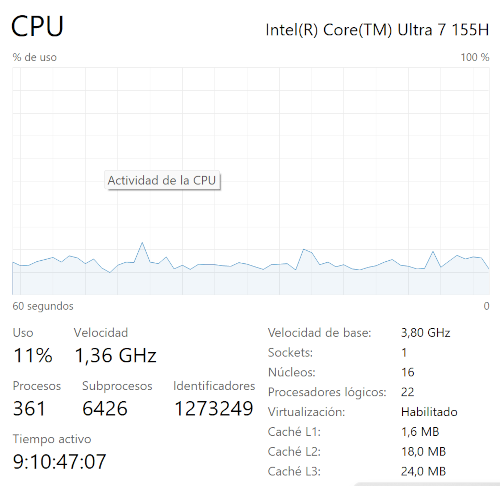 CPU
Intel(R) Core(TM) Ultra 7 155H
% de uso
100 %
Actividad de la CPU
60 segundos
0
Uso
Velocidad
11%
1,36 GHz
Procesos
Subprocesos
Identificadores
361
6426
1273249
Tiempo activo
9:10:47:07
Velocidad de base:
3,80 GHz
Sockets:
1
Núcleos:
16
Procesadores lógicos:
22
Virtualización:
Habilitado
Caché L1:
1,6 MB
Caché L2:
18,0 MB
Caché L3:
24,0 MB